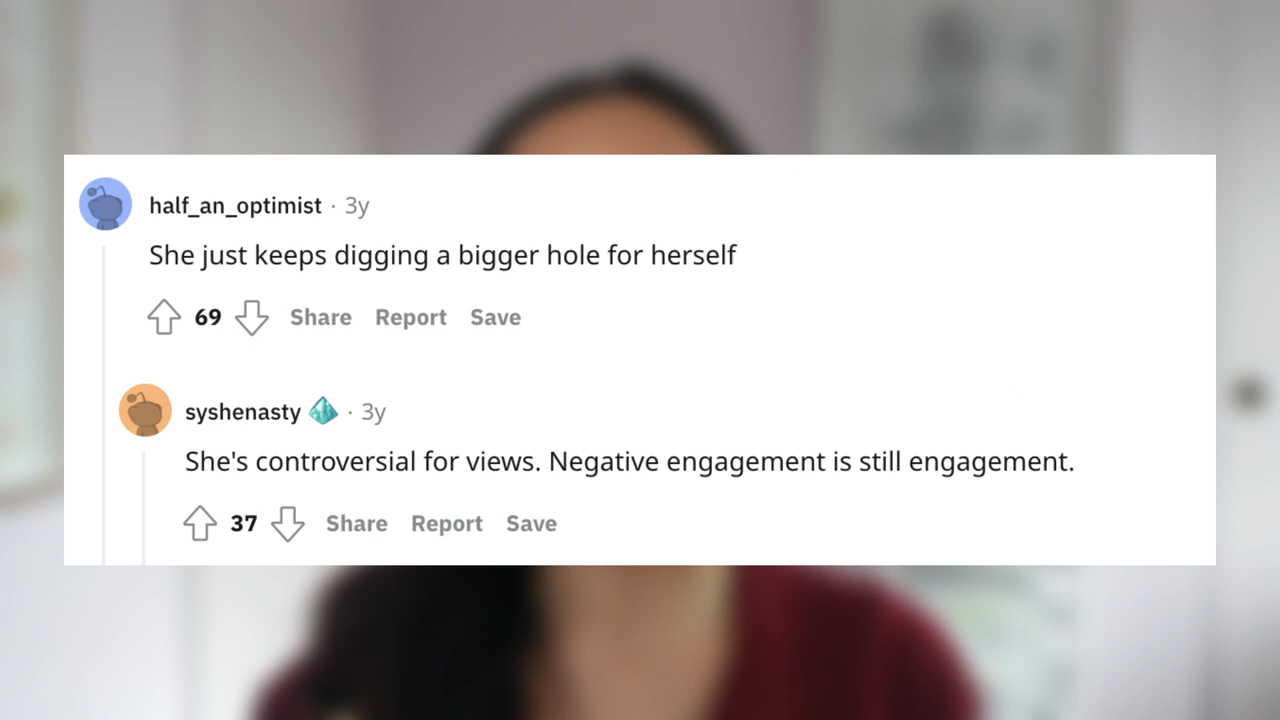 half_an_optimist · 3y
She just keeps digging a bigger hole for herself
69 Share Report Save
syshenasty · 3y
She's controversial for views. Negative engagement is still engagement.
37 Share Report Save